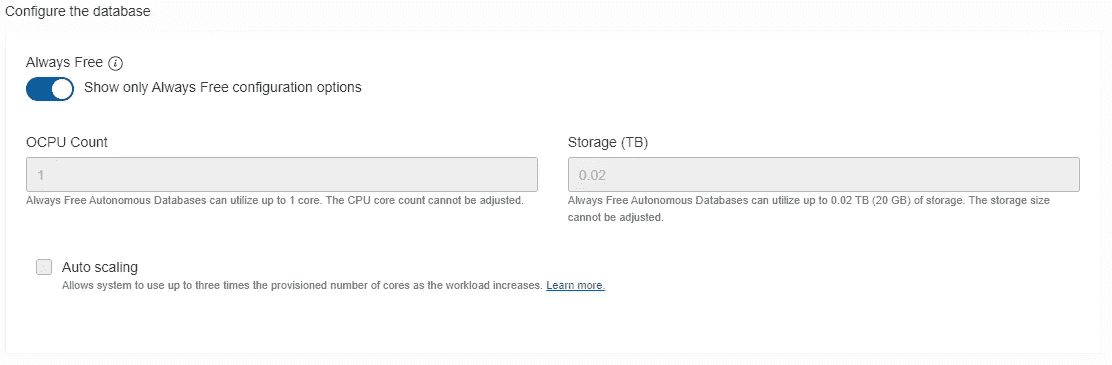 Configure the database
Always Free
Show only Always Free configuration options
OCPU Count
Storage (TB)
1
0.02
Always Free Autonomous Databases can utilize up to 1 core. The CPU core count cannot be adjusted.
Always Free Autonomous Databases can utilize up to 0.02 TB (20 GB) of storage. The storage size
cannot be adjusted.
Auto scaling
Allows system to use up to three times the provisioned number of cores as the workload increases. Learn more.